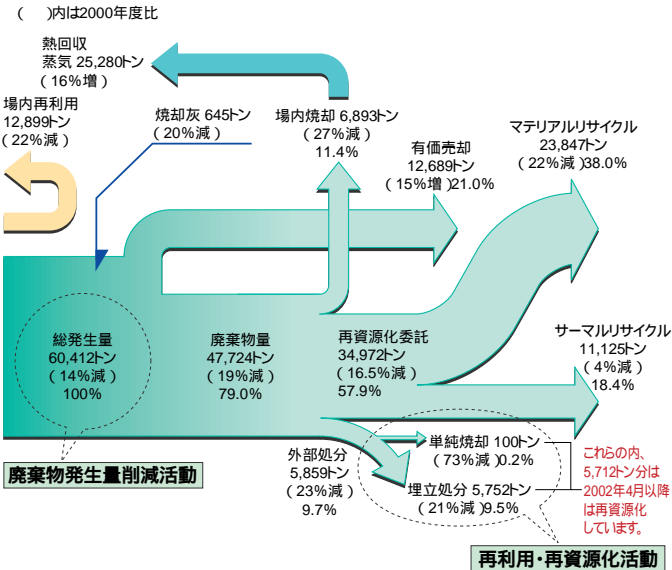 (　)内は2000年度比
熱回収
蒸気 25,280トン
(16%増)
場内再利用
12,899トン
(22%減)
焼却灰 645トン
(20%減)
場内焼却 6,893トン
(27%減)
11.4%
有価売却
12,689トン
(15%増)21.0%
マテリアルリサイクル
23,847トン
(22%減)38.0%
総発生量
60,412トン
(14%減)
100%
廃棄物量
47,724トン
(19%減)
79.0%
再資源化委託
34,972トン
(16.5%減)
57.9%
サーマルリサイクル
11,125トン
(4%減)
18.4%
外部処分
5,859トン
(23%減)
9.7%
単純焼却 100トン
(73%減)0.2%
埋立処分 5,752トン
(21%減)9.5%
これらの内、
5,712トン分は
2002年4月以降
は再資源化
しています。
廃棄物発生量削減活動
再利用・再資源化活動